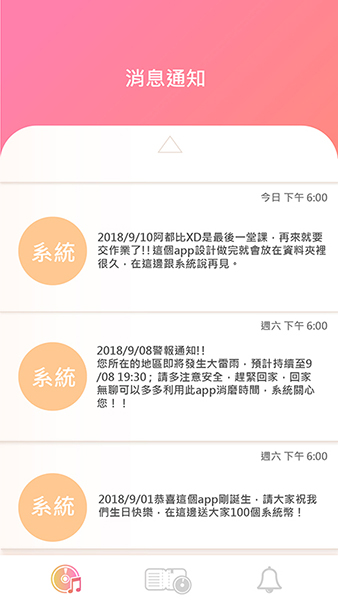 消息通知
今日 下午 6:00
系統
2018/9/10阿都比XD是最後一堂課，再來就要
交作業了!!這個app設計做完就會放在資料夾裡
很久，在這邊跟系統說再見。
週六 下午 6:00
系統
2018/9/08警報通知!!
您所在的地區即將發生大雷雨，預計持續至9
/08 19:30；請多注意安全，趕緊回家，回家
無聊可以多多利用此app消磨時間，系統關心
您！！
週六 下午 6:00
系統
2018/9/01恭喜這個app剛誕生，請大家祝我
們生日快樂，在這邊送大家100個系統幣！